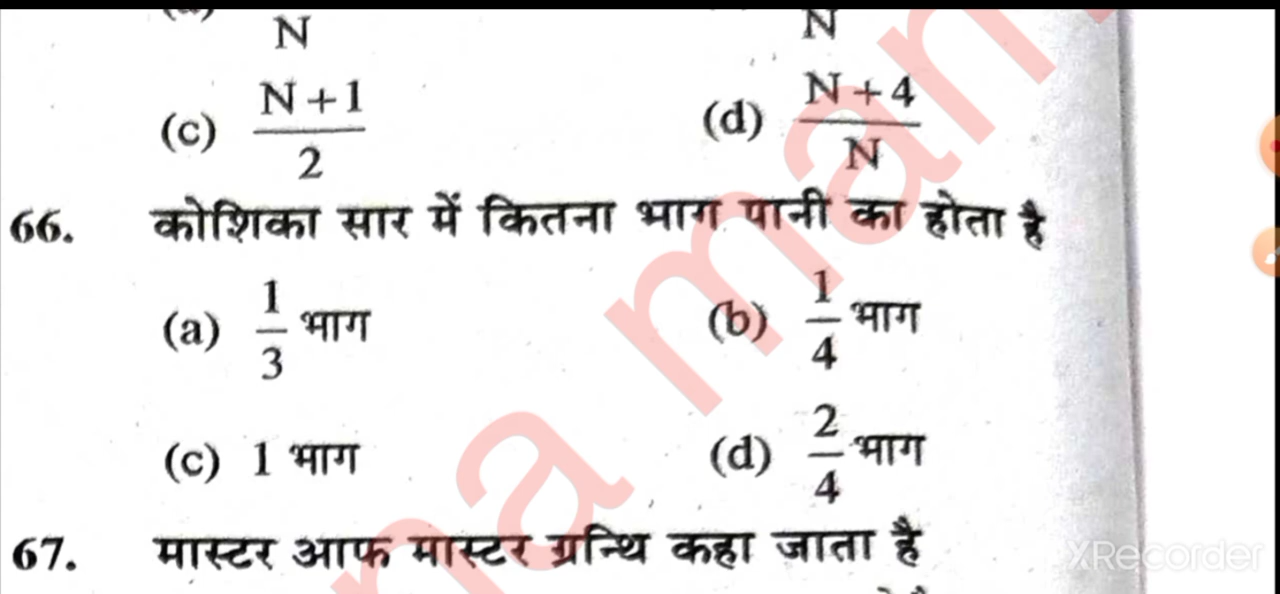 N N
(c) N + 1 / 2 (d) N + 4 / N
66. कोशिका सार में कितना भाग पानी का होता है
(a) 1/3 भाग (b) 1/4 भाग
(c) 1 भाग (d) 2/4 भाग
67. मास्टर आफ मास्टर ग्रन्थि कहा जाता है
XRecorder